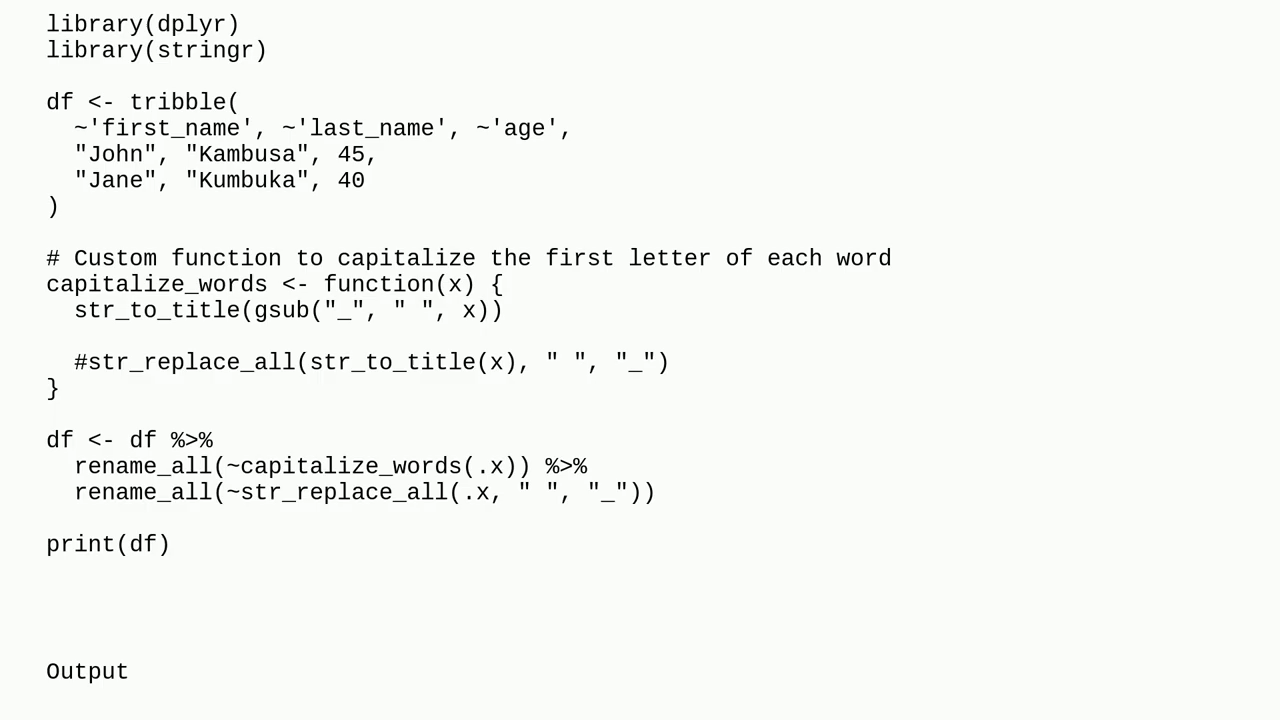 library(dplyr)
library(stringr)

df <- tribble(
  ~'first_name', ~'last_name', ~'age',
  "John", "Kambusa", 45,
  "Jane", "Kumbuka", 40
)

# Custom function to capitalize the first letter of each word
capitalize_words <- function(x) {
  str_to_title(gsub("_", " ", x))

  #str_replace_all(str_to_title(x), " ", "_")
}

df <- df %>%
  rename_all(~capitalize_words(.x)) %>%
  rename_all(~str_replace_all(.x, " ", "_"))

print(df)

Output